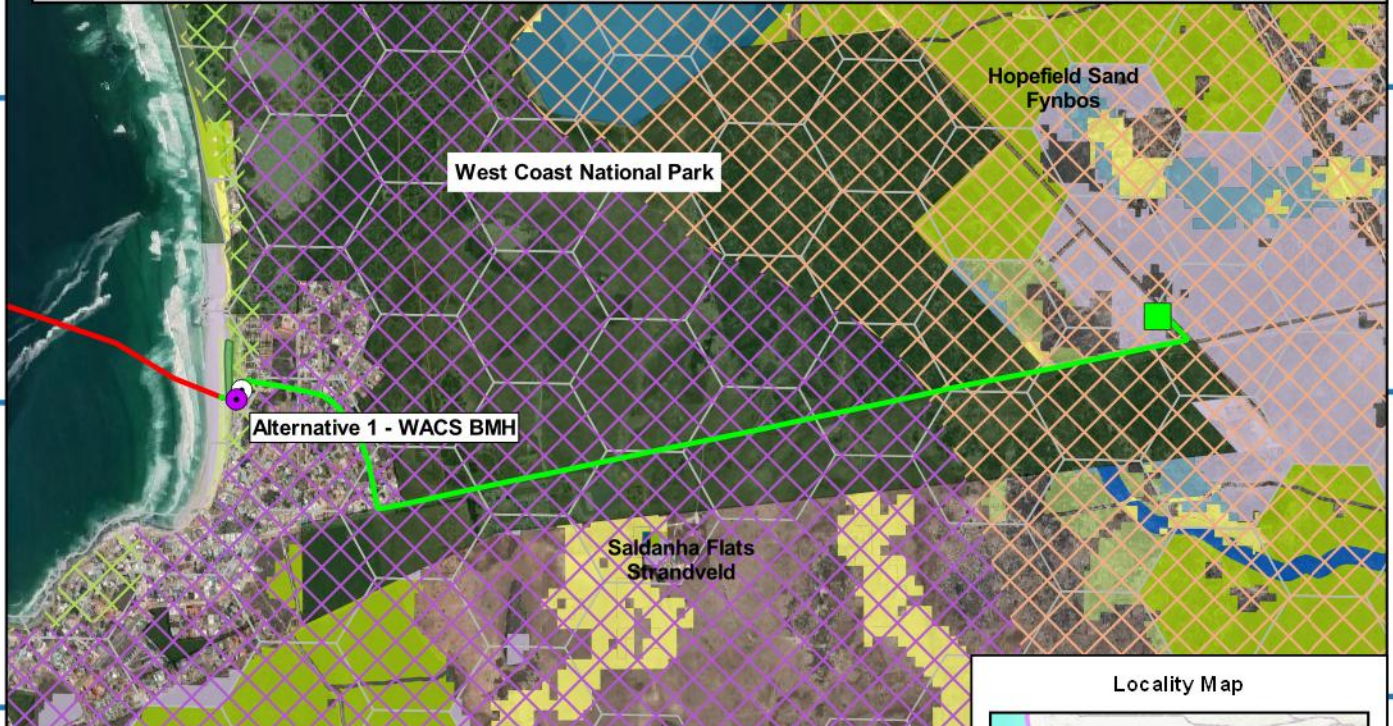 Hopefield Sand
Fynbos
West Coast National Park
Alternative 1 - WACS BMH
Saldanha Flats
Strandveld
Locality Map